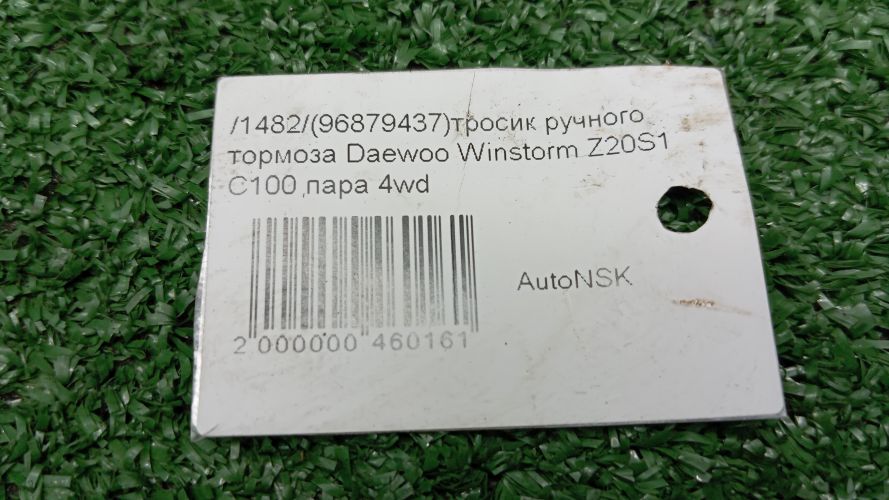 /1482/(96879437)тросик ручного
тормоза Daewoo Winstorm Z20S1
C100 ,пара 4wd
AutoNSK
2 000000 460161